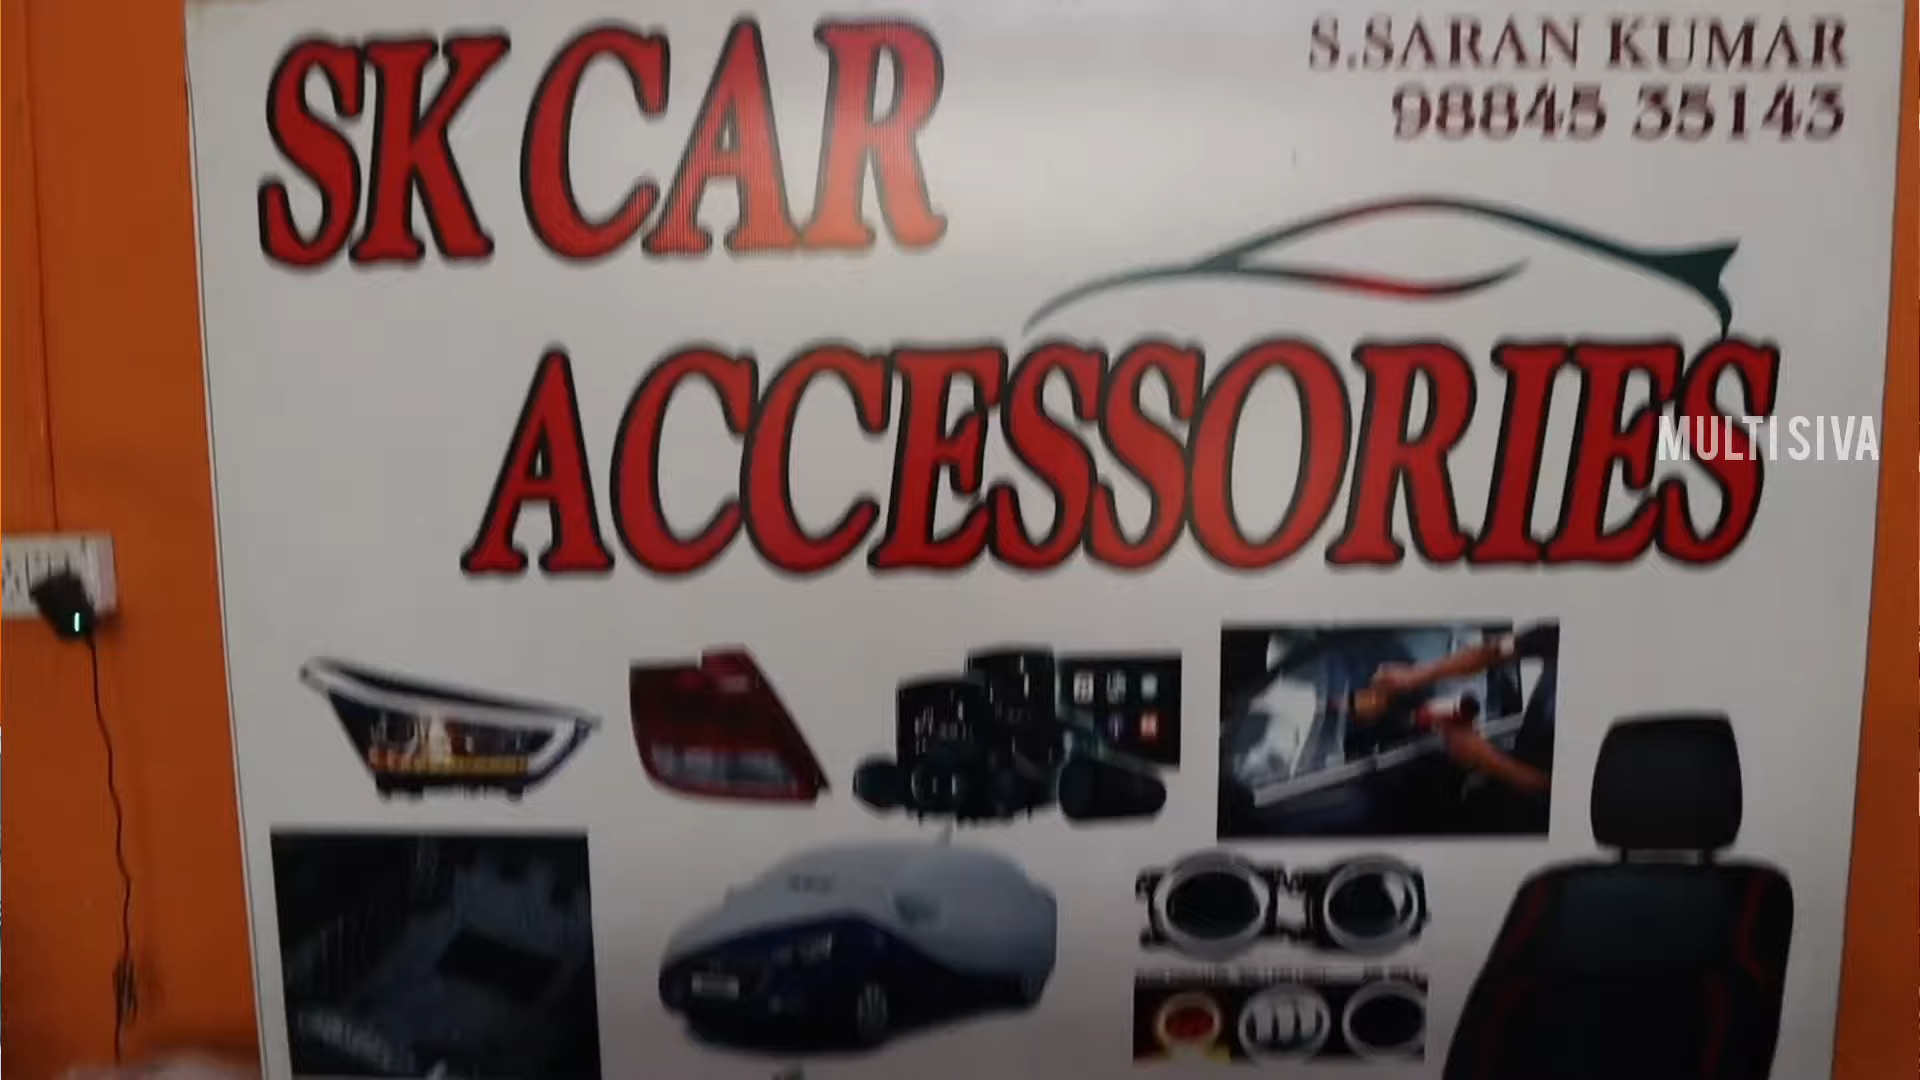 SK CAR
S.SARAN KUMAR
98845 35143
ACCESSORIES
MULTI SIVA